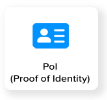 PoI
(Proof of Identity)